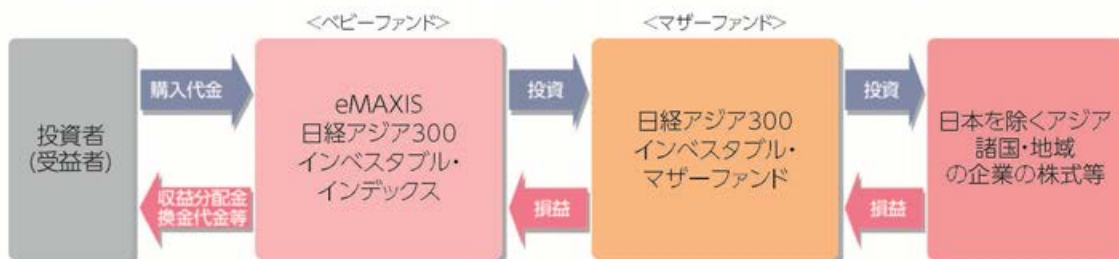 <ベビーファンド>
<マザーファンド>
投資者
(受益者)
購入代金
収益分配金
換金代金等
eMAXIS
日経アジア300
インベスタブル・
インデックス
投資
損益
日経アジア300
インベスタブル・
マザーファンド
投資
損益
日本を除くアジア
諸国・地域
の企業の株式等